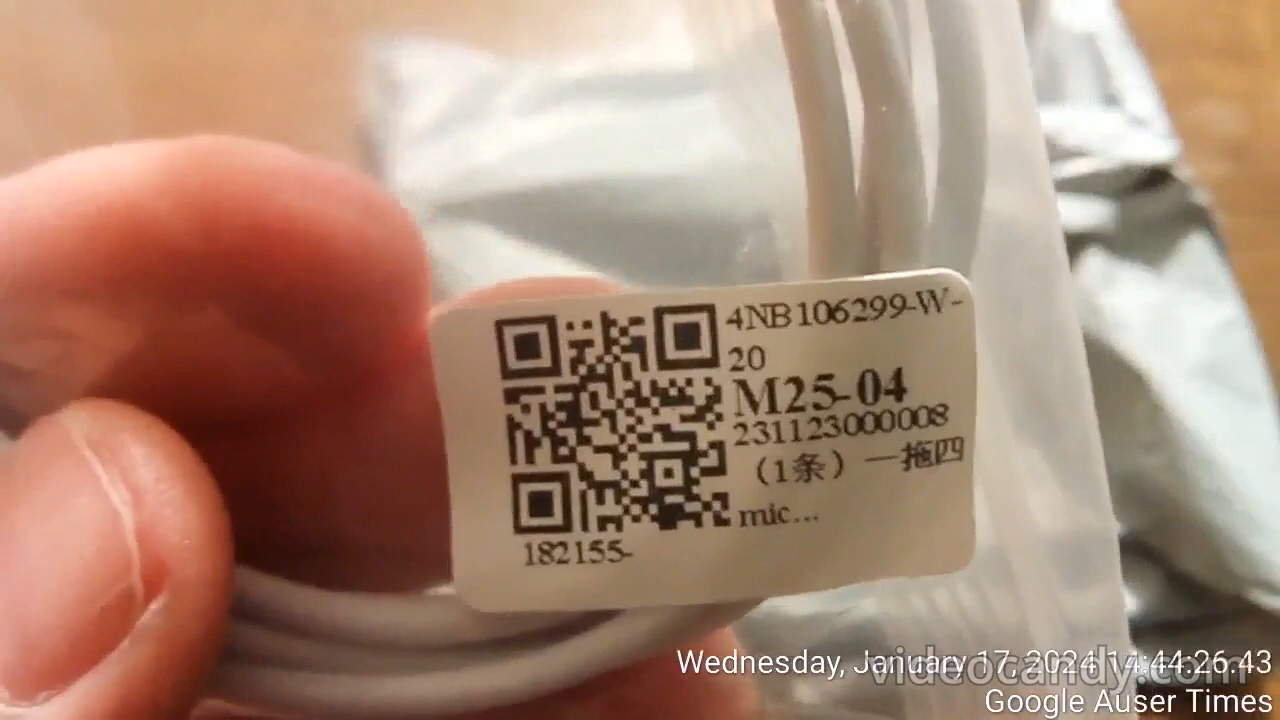 4NB106299-W-
20
M25-04
231123000008
（1条）一拖四
mic...
182155-
Wednesday, January 17, 2024 14:44:26.43
videocandy.com
Google Auser Times